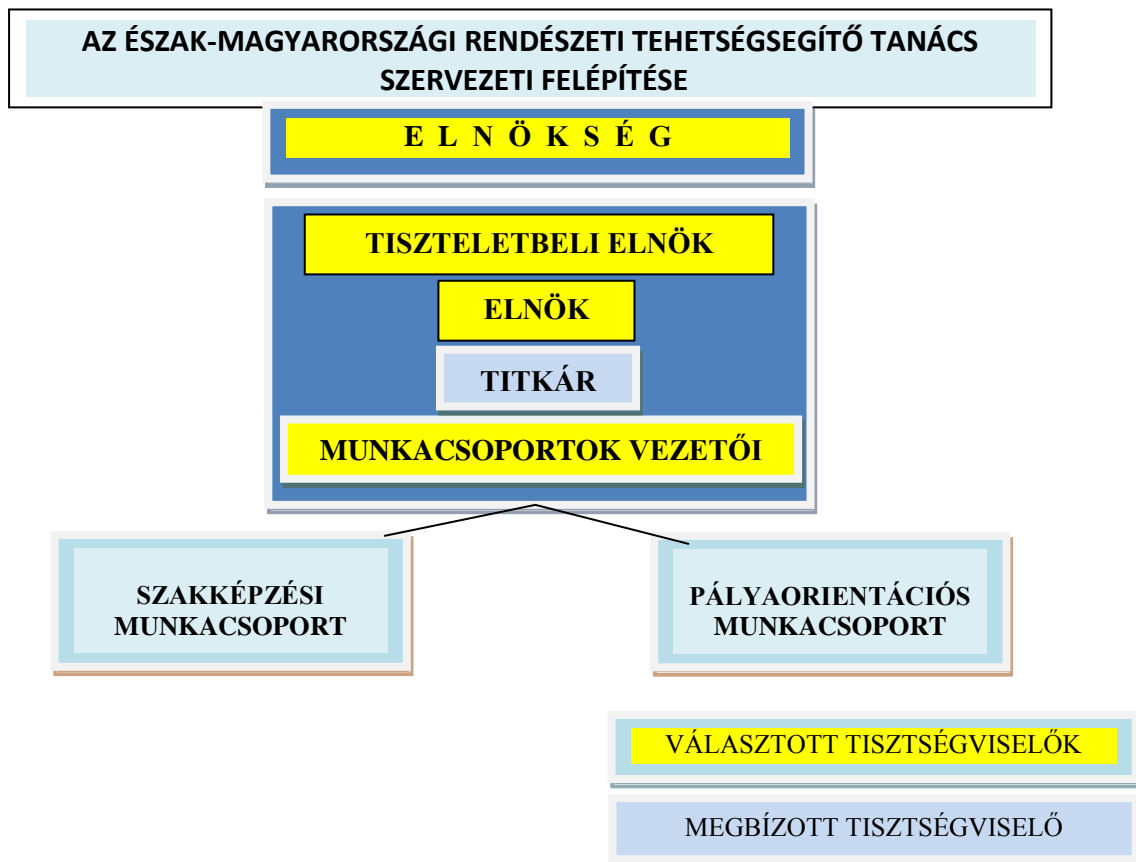 AZ ÉSZAK-MAGYARORSZÁGI RENDÉSZETI TEHETSÉGSEGÍTŐ TANÁCS
SZERVEZETI FELÉPÍTÉSE
E L N Ö K S É G
TISZTELETBELI ELNÖK
ELNÖK
TITKÁR
MUNKACSOPORTOK VEZETŐI
SZAKKÉPZÉSI
MUNKACSOPORT
PÁLYAORIENTÁCIÓS
MUNKACSOPORT
VÁLASZTOTT TISZTSÉGVISELŐK
MEGBÍZOTT TISZTSÉGVISELŐ